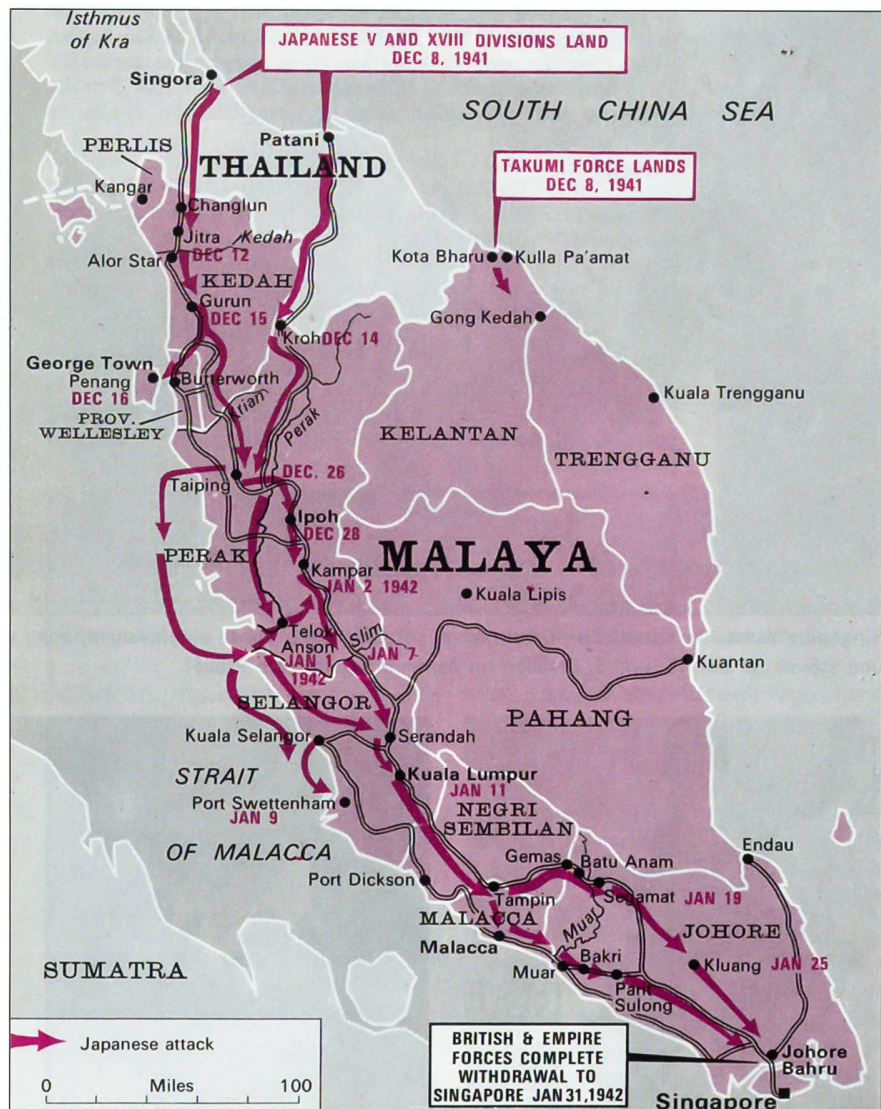 Isthmus
of Kra
JAPANESE V AND XVIII DIVISIONS LAND
DEC 8, 1941
Singora
SOUTH CHINA SEA
Patani
PERLIS
THAILAND
TAKUMI FORCE LANDS
DEC 8, 1941
Kangar
Changlun
Jitra
Kedah
Alor Star
DEC 12
Kota Bharu
Kulla Pa'amat
KEDAH
Gurun
DEC 15
Gong Kedah
Kroh
DEC 14
George Town
Penang
DEC 16
Butterworth
Kuala Trengganu
PROV.
WELLESLEY
Krian
Perak
KELANTAN
TRENGGANU
Taiping
DEC. 26
Ipoh
DEC 28
PERAK
MALAYA
Kampar
JAN 2 1942
Kuala Lipis
Telok
Anson
JAN 1
1942
Slim
JAN 7
Kuantan
SELANGOR
PAHANG
Kuala Selangor
Serandah
STRAIT
Kuala Lumpur
JAN 11
Port Swettenham
JAN 9
NEGRI
SEMBILAN
OF MALACCA
Endau
Gemas
Batu Anam
Port Dickson
Tampin
Segamat
JAN 19
MALACCA
Muar
JOHORE
Malacca
SUMATRA
Muar
Bakri
Kluang
JAN 25
Parit
Sulong
Japanese attack
0 Miles 100
BRITISH & EMPIRE
FORCES COMPLETE
WITHDRAWAL TO
SINGAPORE JAN 31, 1942
Johore
Bahru
Singapore